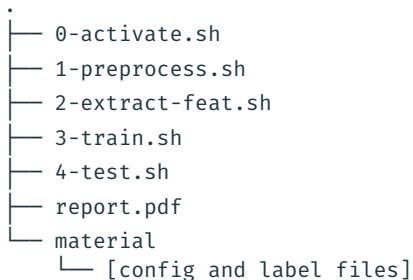 .
├── 0-activate.sh
├── 1-preprocess.sh
├── 2-extract-feat.sh
├── 3-train.sh
├── 4-test.sh
├── report.pdf
└── material
    └── [config and label files]